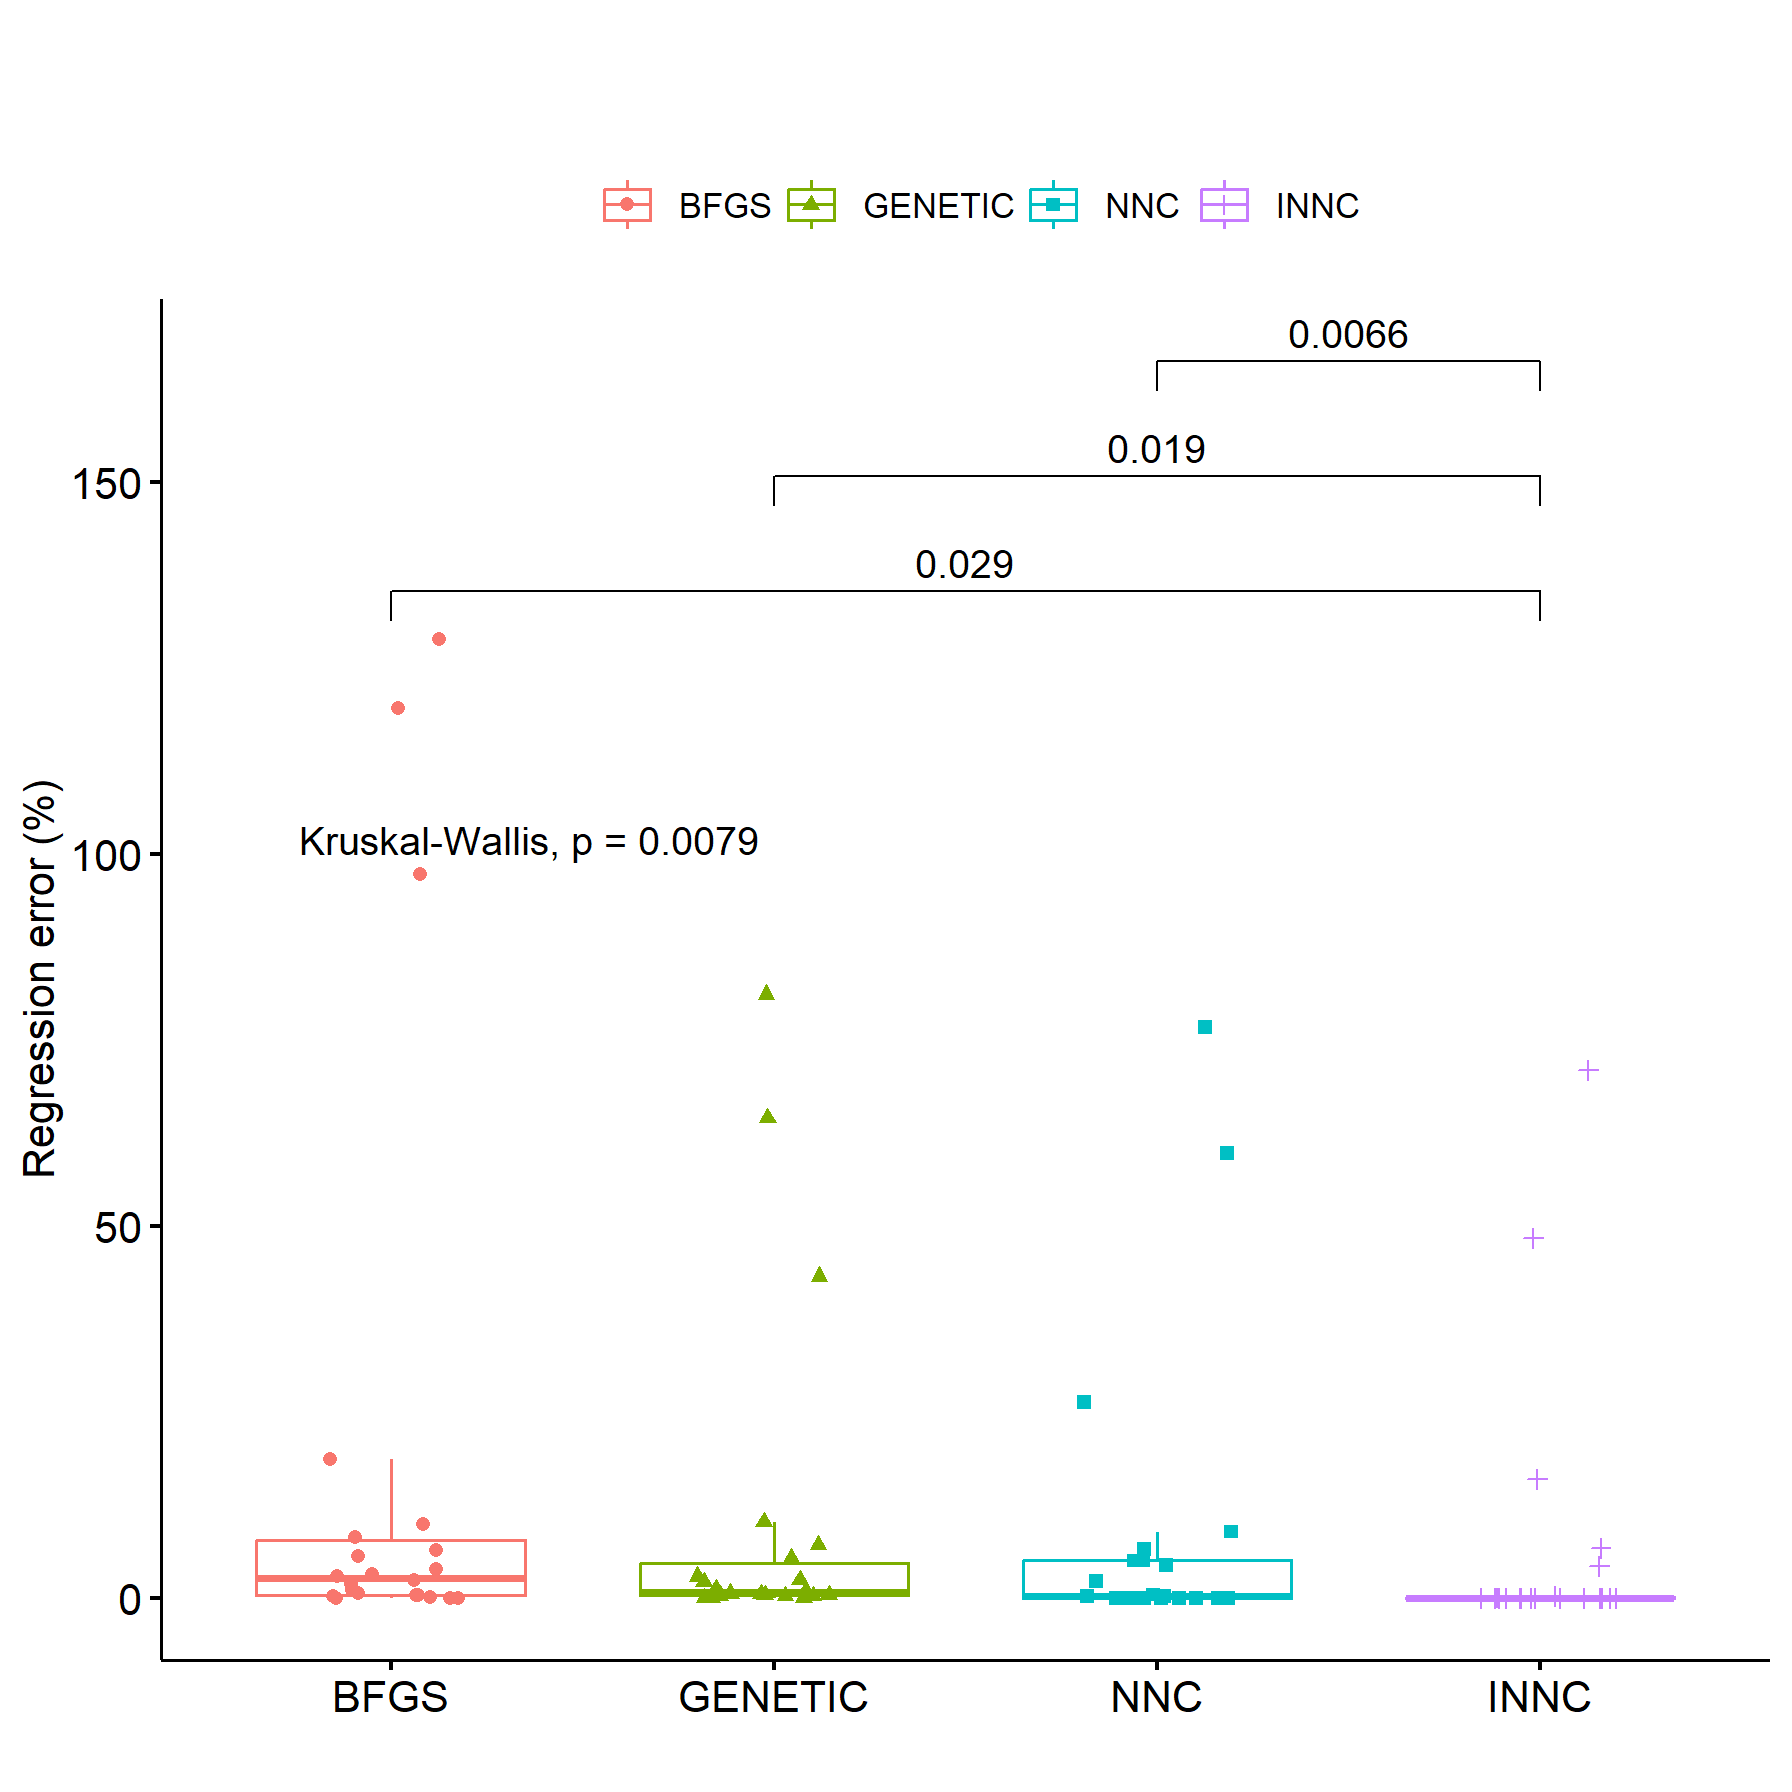 BFGS GENETIC NNC INNC
0.0066
0.019
150
0.029
Kruskal-Wallis, p = 0.0079
100
Regression error (%)
50
0
BFGS GENETIC NNC INNC